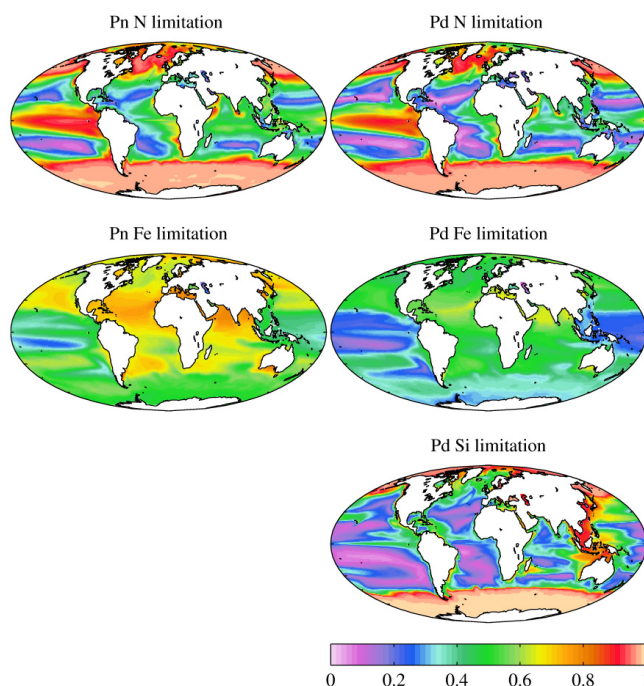 Pn N limitation
Pd N limitation
Pn Fe limitation
Pd Fe limitation
Pd Si limitation
0 0.2 0.4 0.6 0.8